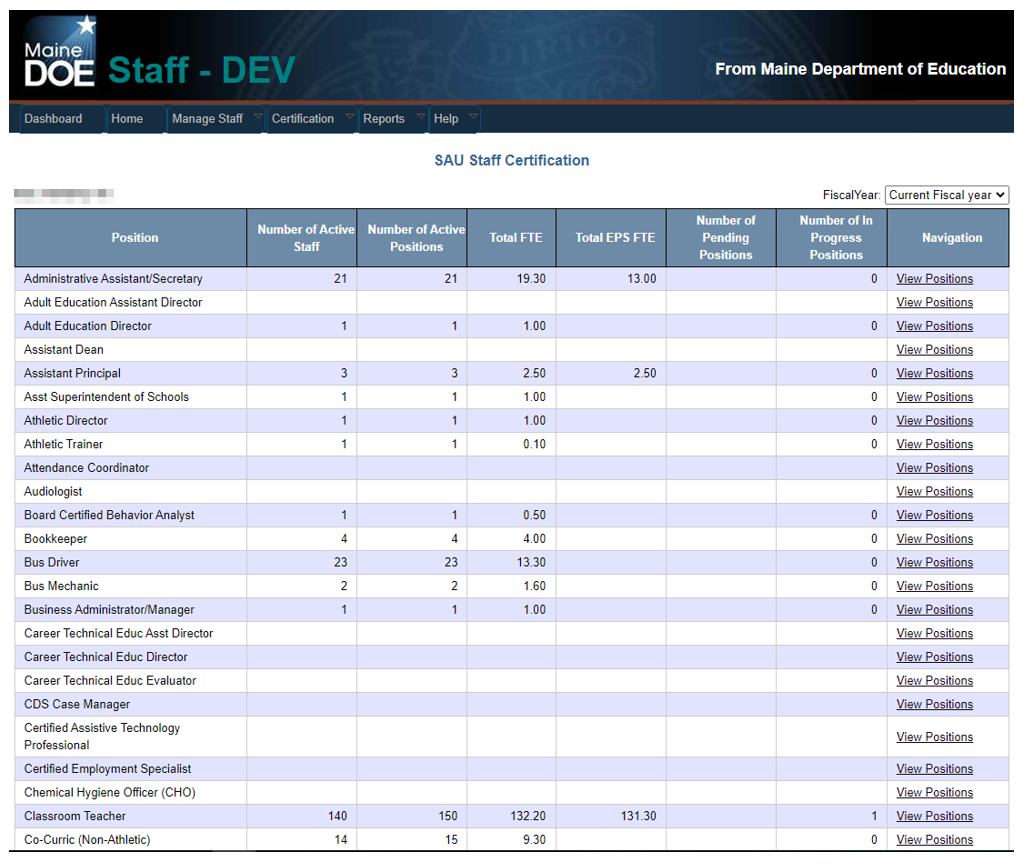 Maine
DOE
Staff - DEV
From Maine Department of Education
Dashboard Home Manage Staff Certification Reports Help
SAU Staff Certification
FiscalYear: Current Fiscal year
Position Number of Active Staff Number of Active Positions Total FTE Total EPS FTE Number of Pending Positions Number of In Progress Positions Navigation
Administrative Assistant/Secretary 21 21 19.30 13.00 0 View Positions
Adult Education Assistant Director View Positions
Adult Education Director 1 1 1.00 0 View Positions
Assistant Dean View Positions
Assistant Principal 3 3 2.50 2.50 0 View Positions
Asst Superintendent of Schools 1 1 1.00 0 View Positions
Athletic Director 1 1 1.00 0 View Positions
Athletic Trainer 1 1 0.10 0 View Positions
Attendance Coordinator View Positions
Audiologist View Positions
Board Certified Behavior Analyst 1 1 0.50 0 View Positions
Bookkeeper 4 4 4.00 0 View Positions
Bus Driver 23 23 13.30 0 View Positions
Bus Mechanic 2 2 1.60 0 View Positions
Business Administrator/Manager 1 1 1.00 0 View Positions
Career Technical Educ Asst Director View Positions
Career Technical Educ Director View Positions
Career Technical Educ Evaluator View Positions
CDS Case Manager View Positions
Certified Assistive Technology
Professional View Positions
Certified Employment Specialist View Positions
Chemical Hygiene Officer (CHO) View Positions
Classroom Teacher 140 150 132.20 131.30 1 View Positions
Co-Curric (Non-Athletic) 14 15 9.30 0 View Positions